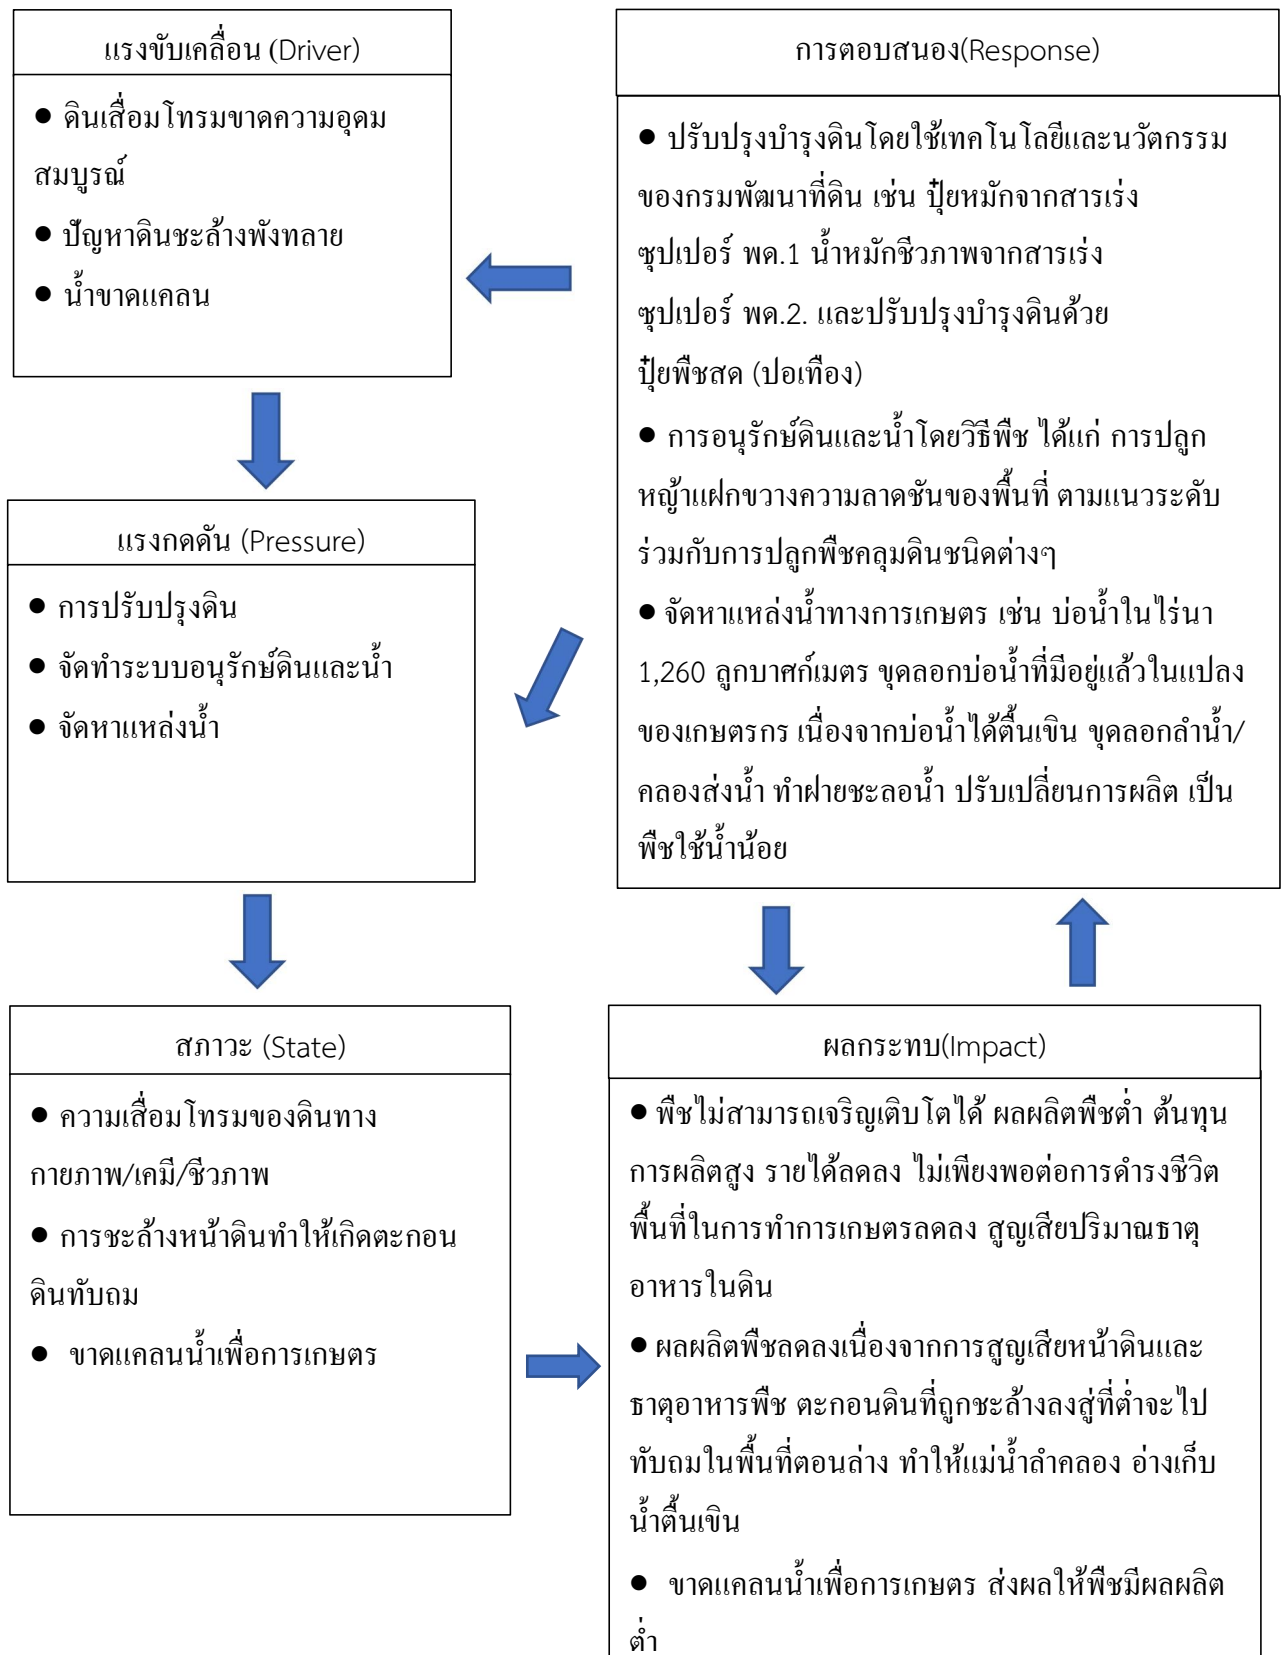 แรงขับเคลื่อน (Driver)
● ดินเสื่อมโทรมขาดความอุดม
สมบูรณ์
● ปัญหาดินชะล้างพังทลาย
● น้ำขาดแคลน
แรงกดดัน (Pressure)
● การปรับปรุงดิน
● จัดทำระบบอนุรักษ์ดินและน้ำ
● จัดหาแหล่งน้ำ
สภาวะ (State)
● ความเสื่อมโทรมของดินทาง
กายภาพ/เคมี/ชีวภาพ
● การชะล้างหน้าดินทำให้เกิดตะกอน
ดินทับถม
● ขาดแคลนน้ำเพื่อการเกษตร
การตอบสนอง(Response)
● ปรับปรุงบำรุงดินโดยใช้เทคโนโลยีและนวัตกรรม
ของกรมพัฒนาที่ดิน เช่น ปุ๋ยหมักจากสารเร่ง
ซุปเปอร์ พด.1 น้ำหมักชีวภาพจากสารเร่ง
ซุปเปอร์ พด.2. และปรับปรุงบำรุงดินด้วย
ปุ๋ยพืชสด (ปอเทือง)
● การอนุรักษ์ดินและน้ำโดยวิธีพืช ได้แก่ การปลูก
หญ้าแฝกขวางความลาดชันของพื้นที่ ตามแนวระดับ
ร่วมกับการปลูกพืชคลุมดินชนิดต่างๆ
● จัดหาแหล่งน้ำทางการเกษตร เช่น บ่อน้ำในไร่นา
1,260 ลูกบาศก์เมตร ขุดลอกบ่อน้ำที่มีอยู่แล้วในแปลง
ของเกษตรกร เนื่องจากบ่อน้ำได้ตื้นเขิน ขุดลอกลำน้ำ/
คลองส่งน้ำ ทำฝายชะลอน้ำ ปรับเปลี่ยนการผลิต เป็น
พืชใช้น้ำน้อย
ผลกระทบ(Impact)
● พืชไม่สามารถเจริญเติบโตได้ ผลผลิตพืชต่ำ ต้นทุน
การผลิตสูง รายได้ลดลง ไม่เพียงพอต่อการดำรงชีวิต
พื้นที่ในการทำการเกษตรลดลง สูญเสียปริมาณธาตุ
อาหารในดิน
● ผลผลิตพืชลดลงเนื่องจากการสูญเสียหน้าดินและ
ธาตุอาหารพืช ตะกอนดินที่ถูกชะล้างลงสู่ที่ต่ำจะไป
ทับถมในพื้นที่ตอนล่าง ทำให้แม่น้ำลำคลอง อ่างเก็บ
น้ำตื้นเขิน
● ขาดแคลนน้ำเพื่อการเกษตร ส่งผลให้พืชมีผลผลิต
ต่ำ